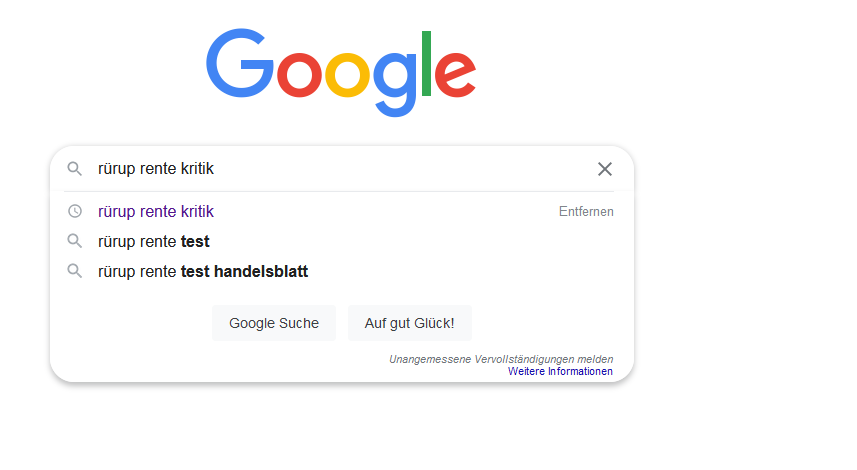 Google
rürup rente kritik
rürup rente kritik Entfernen
rürup rente test
rürup rente test handelsblatt
Google Suche Auf gut Glück!
Unangemessene Vervollständigungen melden
Weitere Informationen